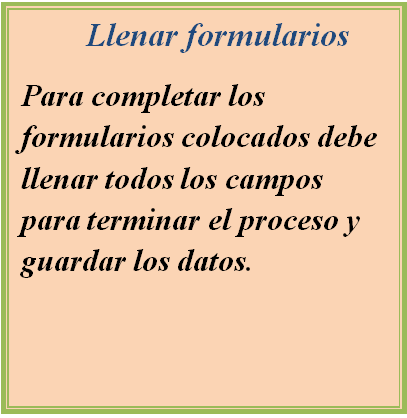 Llenar formularios
Para completar los
formularios colocados debe
llenar todos los campos
para terminar el proceso y
guardar los datos.